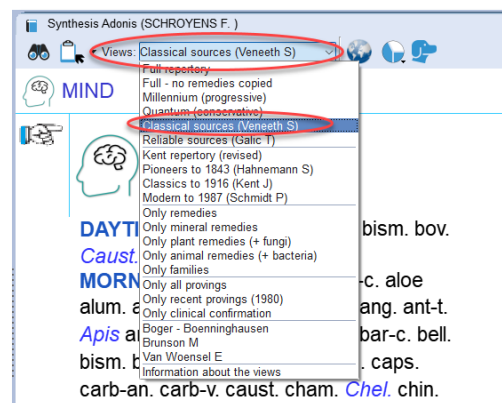 Synthesis Adonis (SCHROYENS F. )
Views: Classical sources (Veneeth S)
MIND
Full repertory
Full - no remedies copied
Millennium (progressive)
Quantum (conservative)
Classical sources (Veneeth S)
Reliable sources (Galic T)
Kent repertory (revised)
Pioneers to 1843 (Hahnemann S)
Classics to 1916 (Kent J)
Modern to 1987 (Schmidt P)
Only remedies
Only mineral remedies
Only plant remedies (+ fungi)
Only animal remedies (+ bacteria)
Only families
Only all provings
Only recent provings (1980)
Only clinical confirmation
Boger - Boenninghausen
Brunson M
Van Woensel E
Information about the views
DAYTI bism. bov.
Caust.
MORN -c. aloe
alum. a ang. ant-t.
Apis a bar-c. bell.
bism. b . caps.
carb-an. carb-v. caust. cham. Chel. chin.